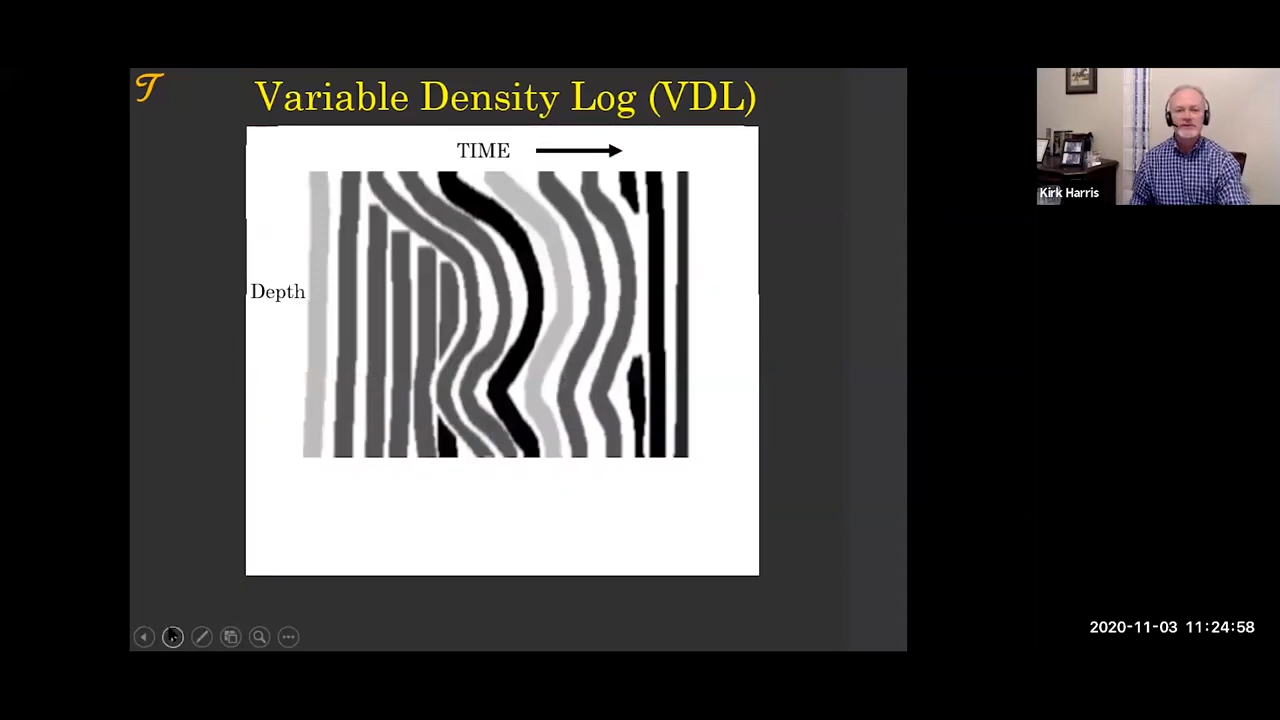 T
Variable Density Log (VDL)
TIME
Depth
Kirk Harris
2020-11-03 11:24:58